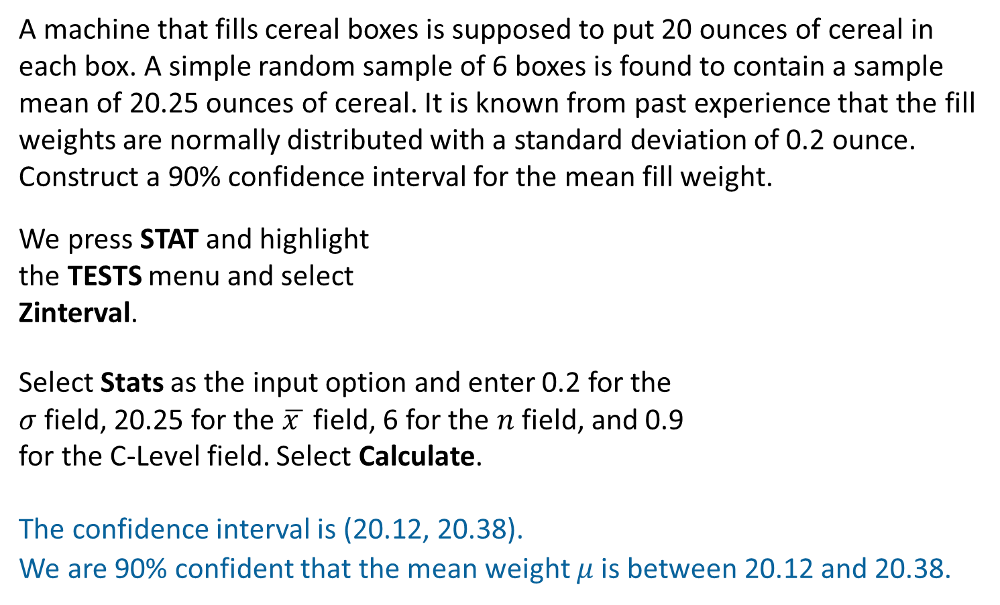 A machine that fills cereal boxes is supposed to put 20 ounces of cereal in
each box. A simple random sample of 6 boxes is found to contain a sample
mean of 20.25 ounces of cereal. It is known from past experience that the fill
weights are normally distributed with a standard deviation of 0.2 ounce.
Construct a 90% confidence interval for the mean fill weight.
We press STAT and highlight
the TESTS menu and select
Zinterval.
Select Stats as the input option and enter 0.2 for the
σ field, 20.25 for the x̅ field, 6 for the n field, and 0.9
for the C-Level field. Select Calculate.
The confidence interval is (20.12, 20.38).
We are 90% confident that the mean weight μ is between 20.12 and 20.38.